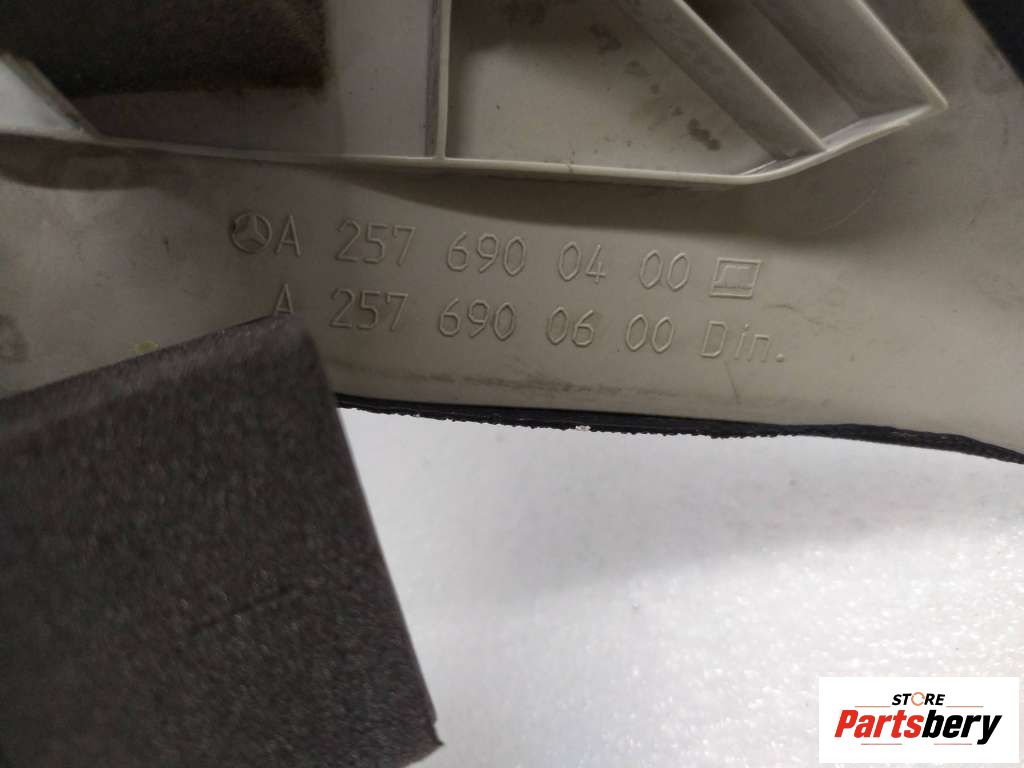 A 257 690 04 00
A 257 690 06 00 Din.
STORE
Partsbery